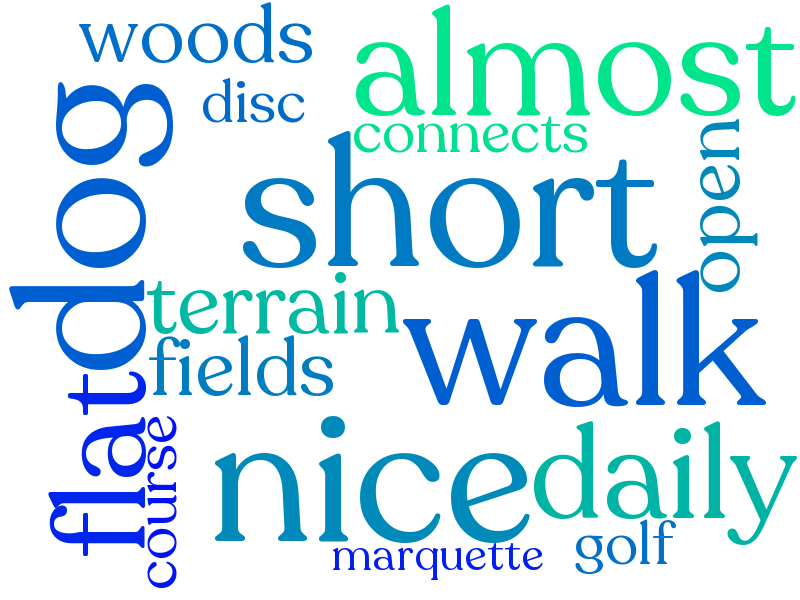 woods
almost
disc
connects
dog
short
open
terrain
walk
fields
flat
course
nice
daily
marquette
golf